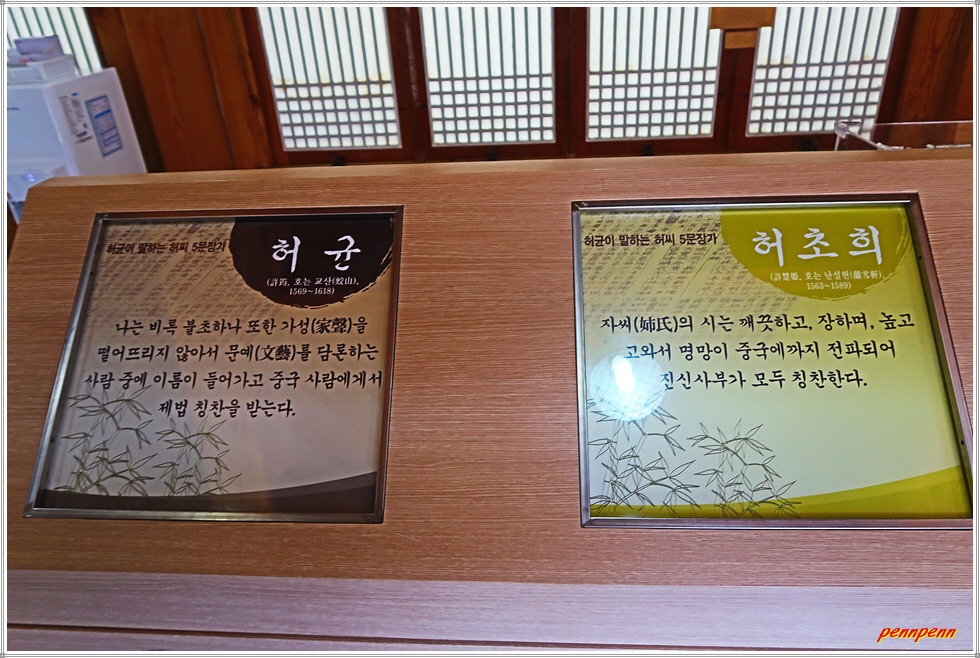 허균이 말하는 허씨 5문장가
허 균
(許筠, 호는 교산(蛟山),
1569~1618)
나는 비록 불초하나 또한 가성(家聲)을
떨어뜨리지 않아서 문예(文藝)를 담론하는
사람 중에 이름이 들어가고 중국 사람에게서
제법 칭찬을 받는다.
허균이 말하는 허씨 5문장가
허초희
(許楚姬, 호는 난설헌(蘭雪軒),
1563~1589)
자씨(姉氏)의 시는 깨끗하고, 장하며, 높고
고와서 명망이 중국에까지 전파되어
진신사부가 모두 칭찬한다.
pennpenn